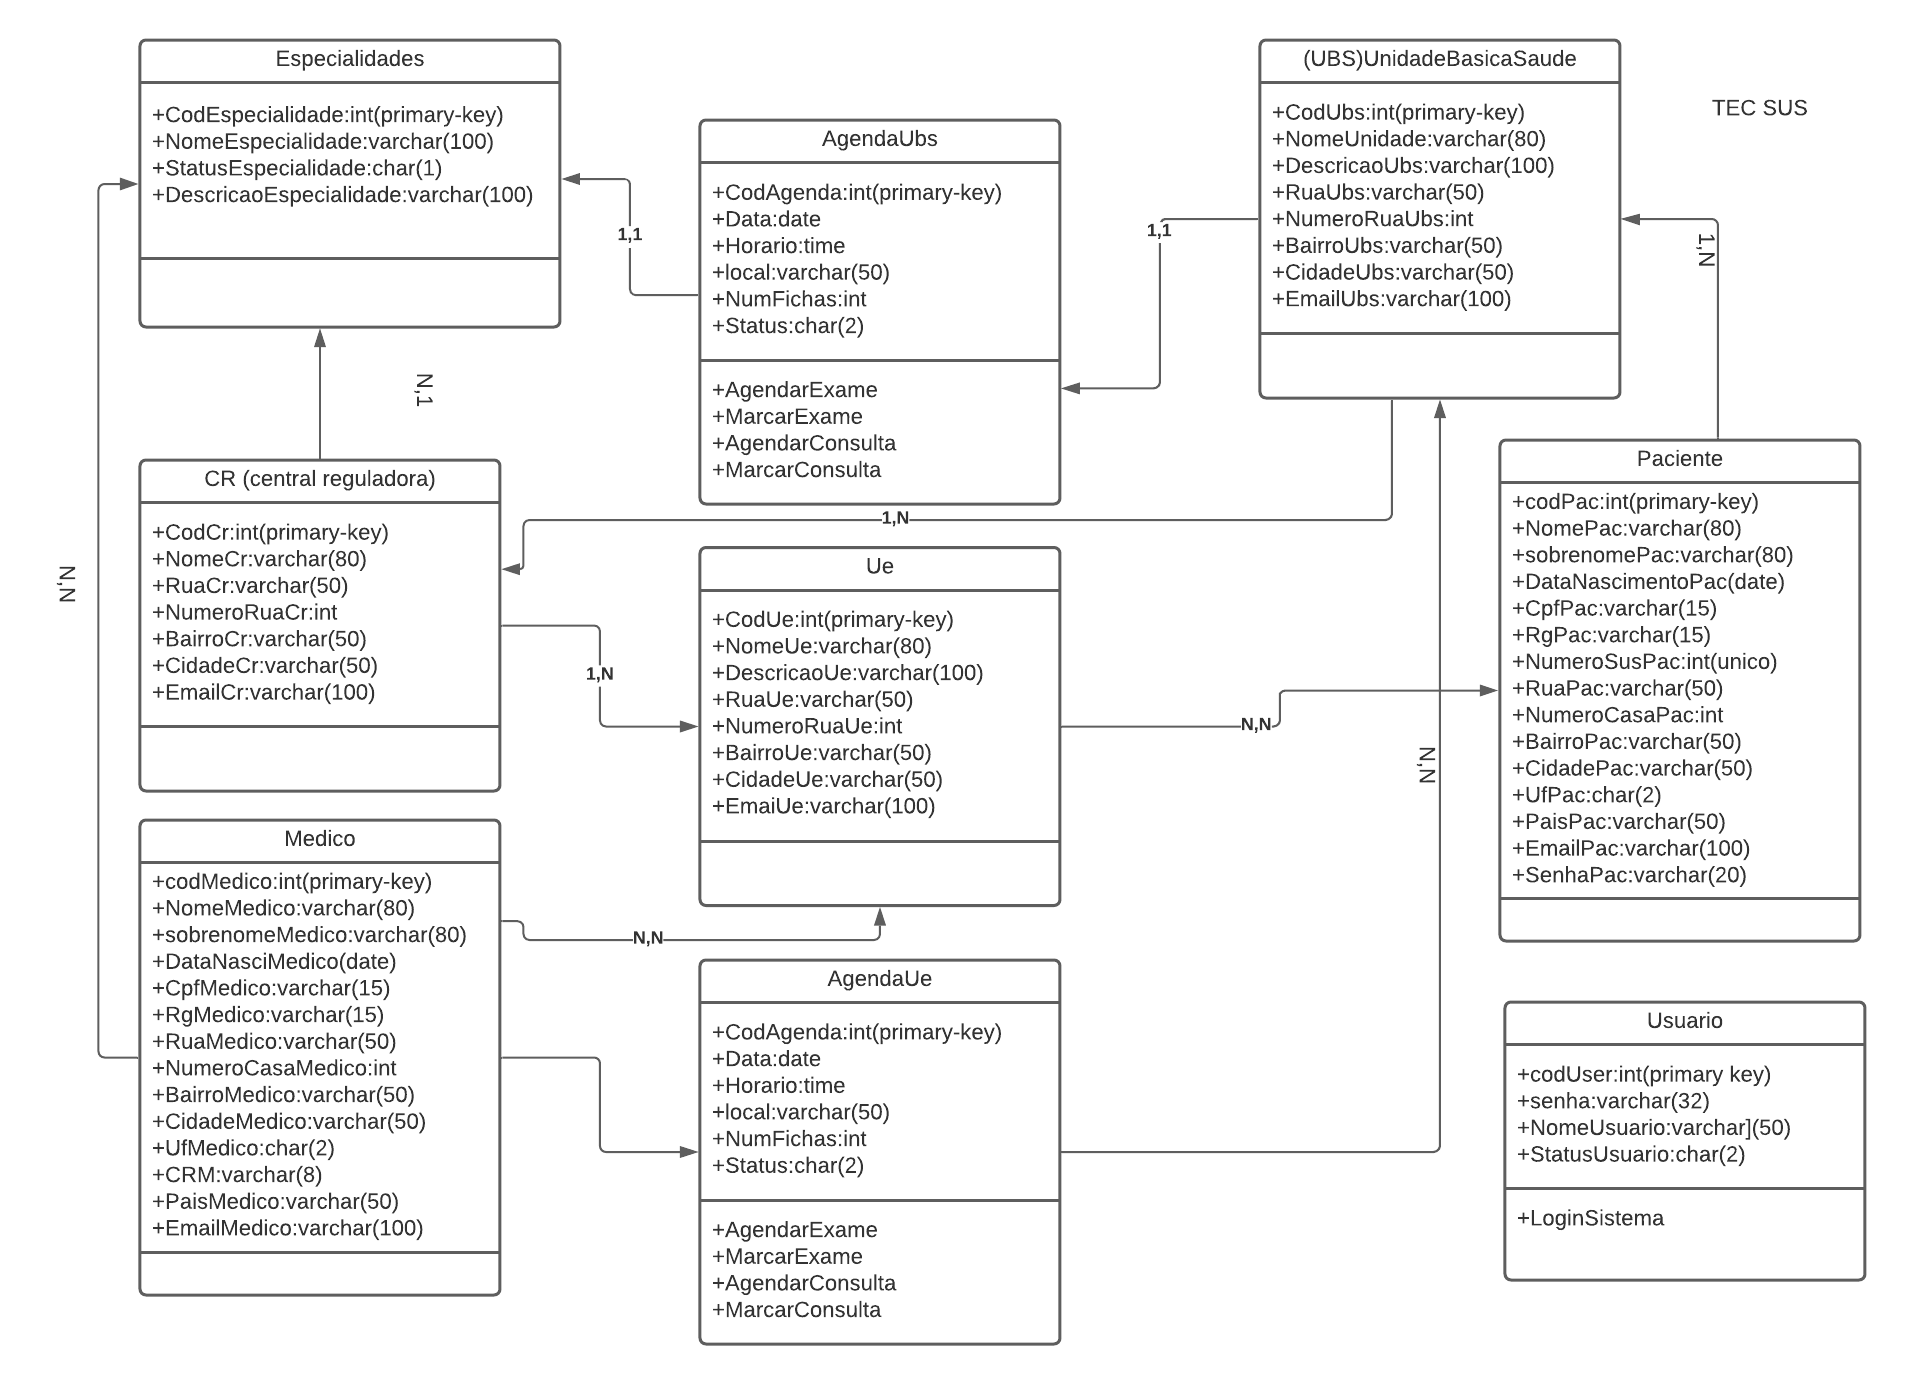 Especialidades
+CodEspecialidade:int(primary-key)
+NomeEspecialidade:varchar(100)
+StatusEspecialidade:char(1)
+DescricaoEspecialidade:varchar(100)
AgendaUbs
+CodAgenda:int(primary-key)
+Data:date
+Horario:time
+local:varchar(50)
+NumFichas:int
+Status:char(2)
+AgendarExame
+MarcarExame
+AgendarConsulta
+MarcarConsulta
(UBS)UnidadeBasicaSaude
+CodUbs:int(primary-key)
+NomeUnidade:varchar(80)
+DescricaoUbs:varchar(100)
+RuaUbs:varchar(50)
+NumeroRuaUbs:int
+BairroUbs:varchar(50)
+CidadeUbs:varchar(50)
+EmailUbs:varchar(100)
TEC SUS
1,1
1,1
1,N
N,1
CR (central reguladora)
+CodCr:int(primary-key)
+NomeCr:varchar(80)
+RuaCr:varchar(50)
+NumeroRuaCr:int
+BairroCr:varchar(50)
+CidadeCr:varchar(50)
+EmailCr:varchar(100)
1,N
N,N
1,N
Ue
+CodUe:int(primary-key)
+NomeUe:varchar(80)
+DescricaoUe:varchar(100)
+RuaUe:varchar(50)
+NumeroRuaUe:int
+BairroUe:varchar(50)
+CidadeUe:varchar(50)
+EmaiUe:varchar(100)
N,N
N,N
Paciente
+codPac:int(primary-key)
+NomePac:varchar(80)
+sobrenomePac:varchar(80)
+DataNascimentoPac(date)
+CpfPac:varchar(15)
+RgPac:varchar(15)
+NumeroSusPac:int(unico)
+RuaPac:varchar(50)
+NumeroCasaPac:int
+BairroPac:varchar(50)
+CidadePac:varchar(50)
+UfPac:char(2)
+PaisPac:varchar(50)
+EmailPac:varchar(100)
+SenhaPac:varchar(20)
Medico
+codMedico:int(primary-key)
+NomeMedico:varchar(80)
+sobrenomeMedico:varchar(80)
+DataNasciMedico(date)
+CpfMedico:varchar(15)
+RgMedico:varchar(15)
+RuaMedico:varchar(50)
+NumeroCasaMedico:int
+BairroMedico:varchar(50)
+CidadeMedico:varchar(50)
+UfMedico:char(2)
+CRM:varchar(8)
+PaisMedico:varchar(50)
+EmailMedico:varchar(100)
N,N
AgendaUe
+CodAgenda:int(primary-key)
+Data:date
+Horario:time
+local:varchar(50)
+NumFichas:int
+Status:char(2)
+AgendarExame
+MarcarExame
+AgendarConsulta
+MarcarConsulta
Usuario
+codUser:int(primary key)
+senha:varchar(32)
+NomeUsuario:varchar](50)
+StatusUsuario:char(2)
+LoginSistema